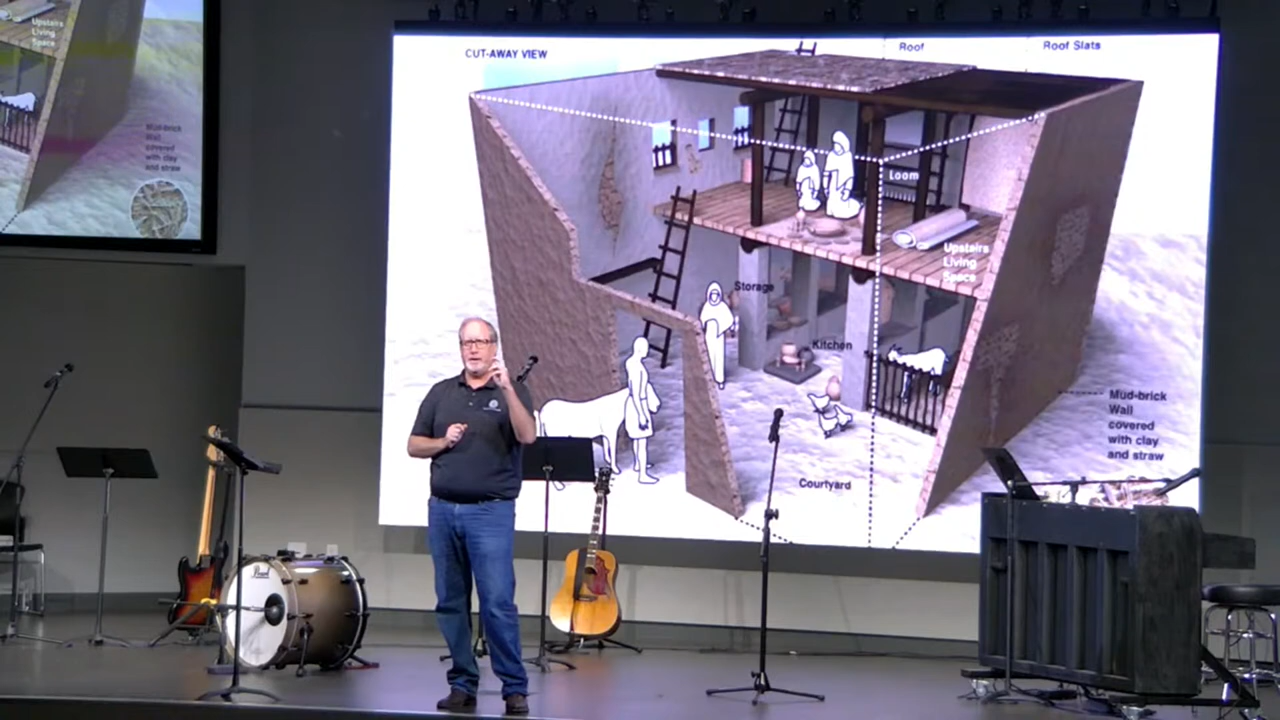 Upstairs
Living
Space
Mud-brick
Wall
covered
with clay
and straw
CUT-AWAY VIEW
Roof
Roof Slats
Loom
Upstairs
Living
Space
Storage
Kitchen
Mud-brick
Wall
covered
with clay
and straw
Courtyard
Pearl